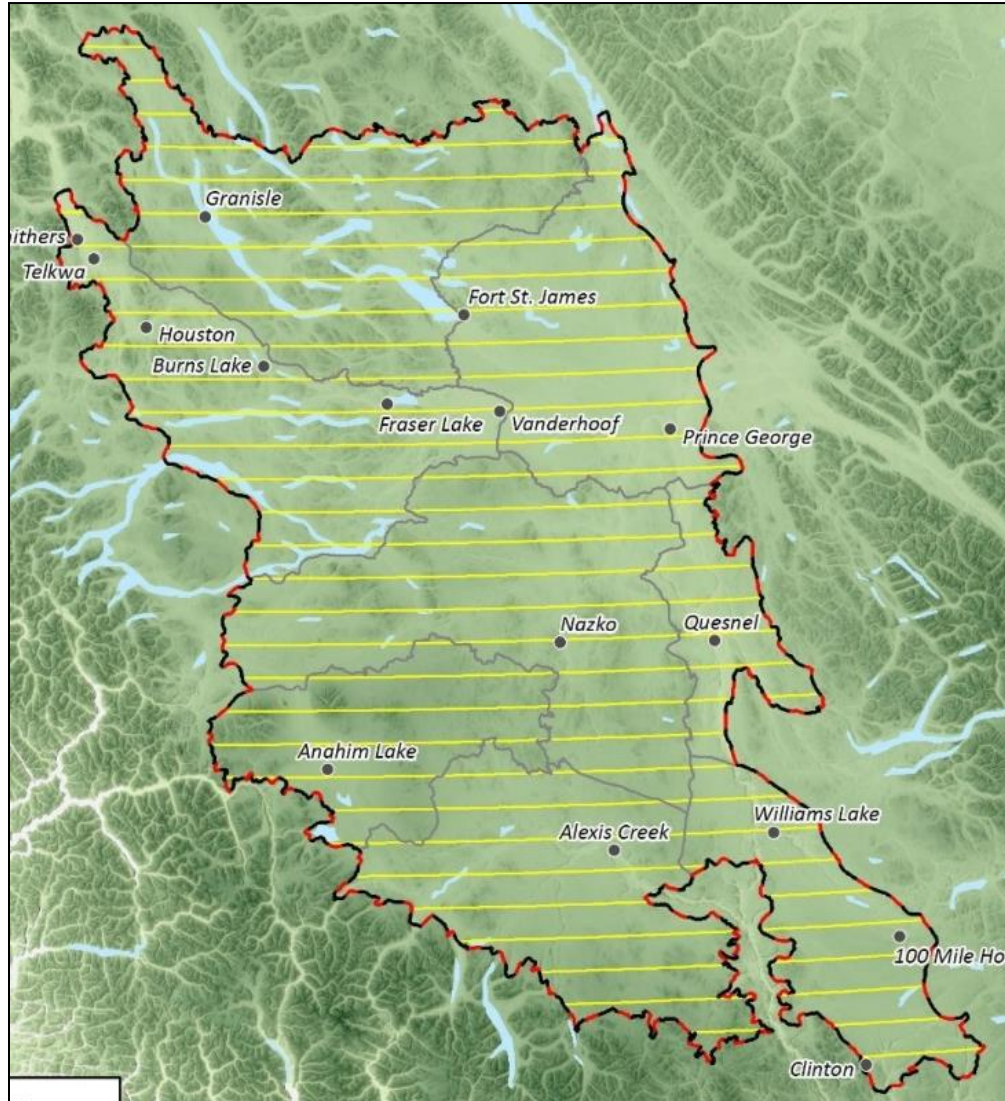 Granisle
ithers
Telkwa
Fort St. James
Houston
Burns Lake
Fraser Lake
Vanderhoof
Prince George
Nazko
Quesnel
Anahim Lake
Williams Lake
Alexis Creek
100 Mile Ho
Clinton